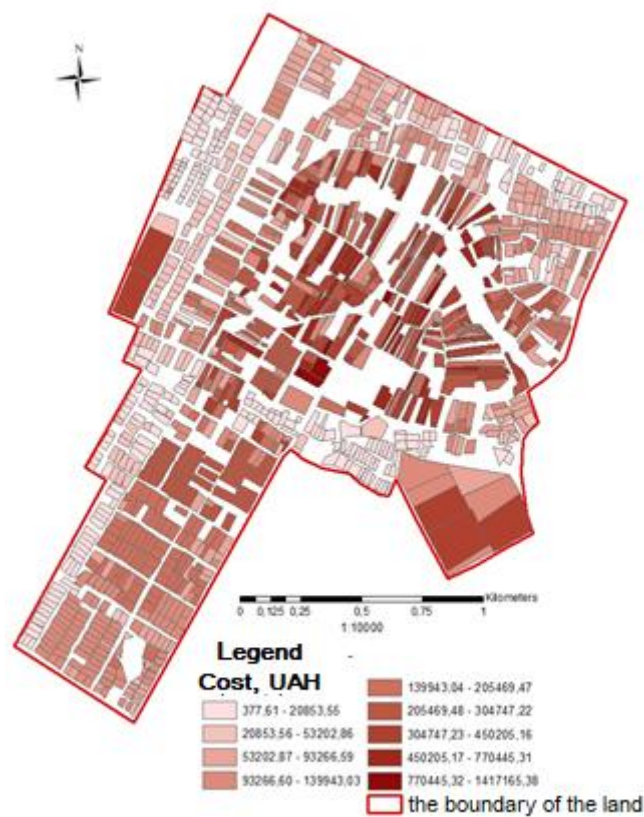 N
Kilometers
0 0,125 0,25 0,5 0,75 1
1:10000
Legend
Cost, UAH
377,61 - 20853,55
20853,56 - 53202,86
53202,87 - 93266,59
93266,60 - 139943,03
139943,04 - 205469,47
205469,48 - 304747,22
304747,23 - 450205,16
450205,17 - 770445,31
770445,32 - 1417165,38
the boundary of the land